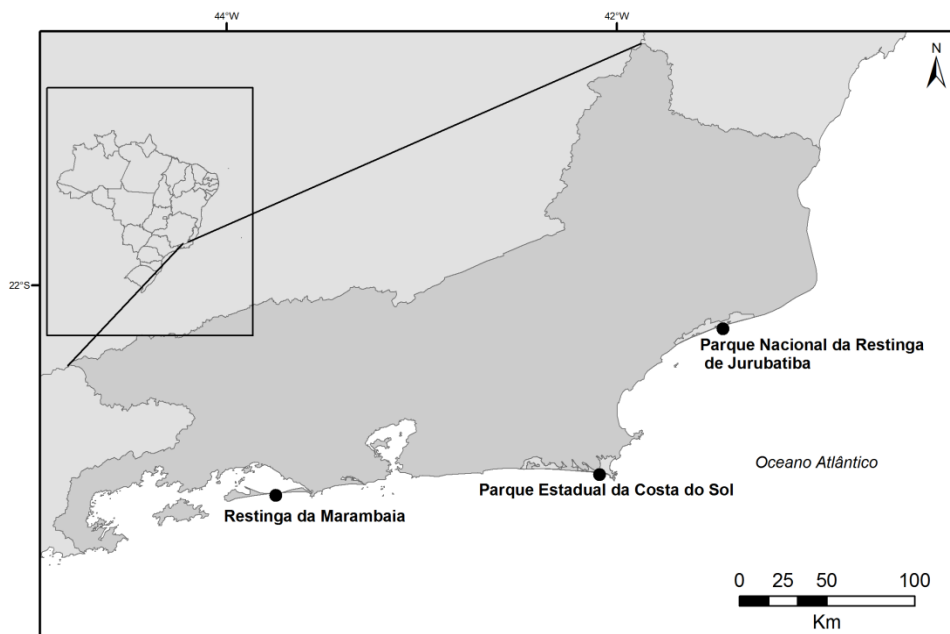 44°W
42°W
N
22°S
Parque Nacional da Restinga
de Jurubatiba
Oceano Atlântico
Parque Estadual da Costa do Sol
Restinga da Marambaia
0 25 50 100
Km